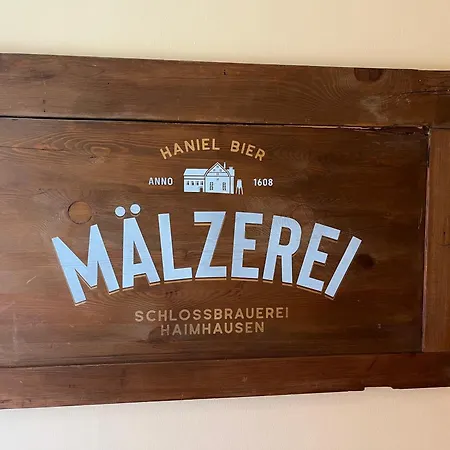 HANIEL BIER
ANNO 1608
MÄLZEREI
SCHLOSSBRAUEREI
HAIMHAUSEN